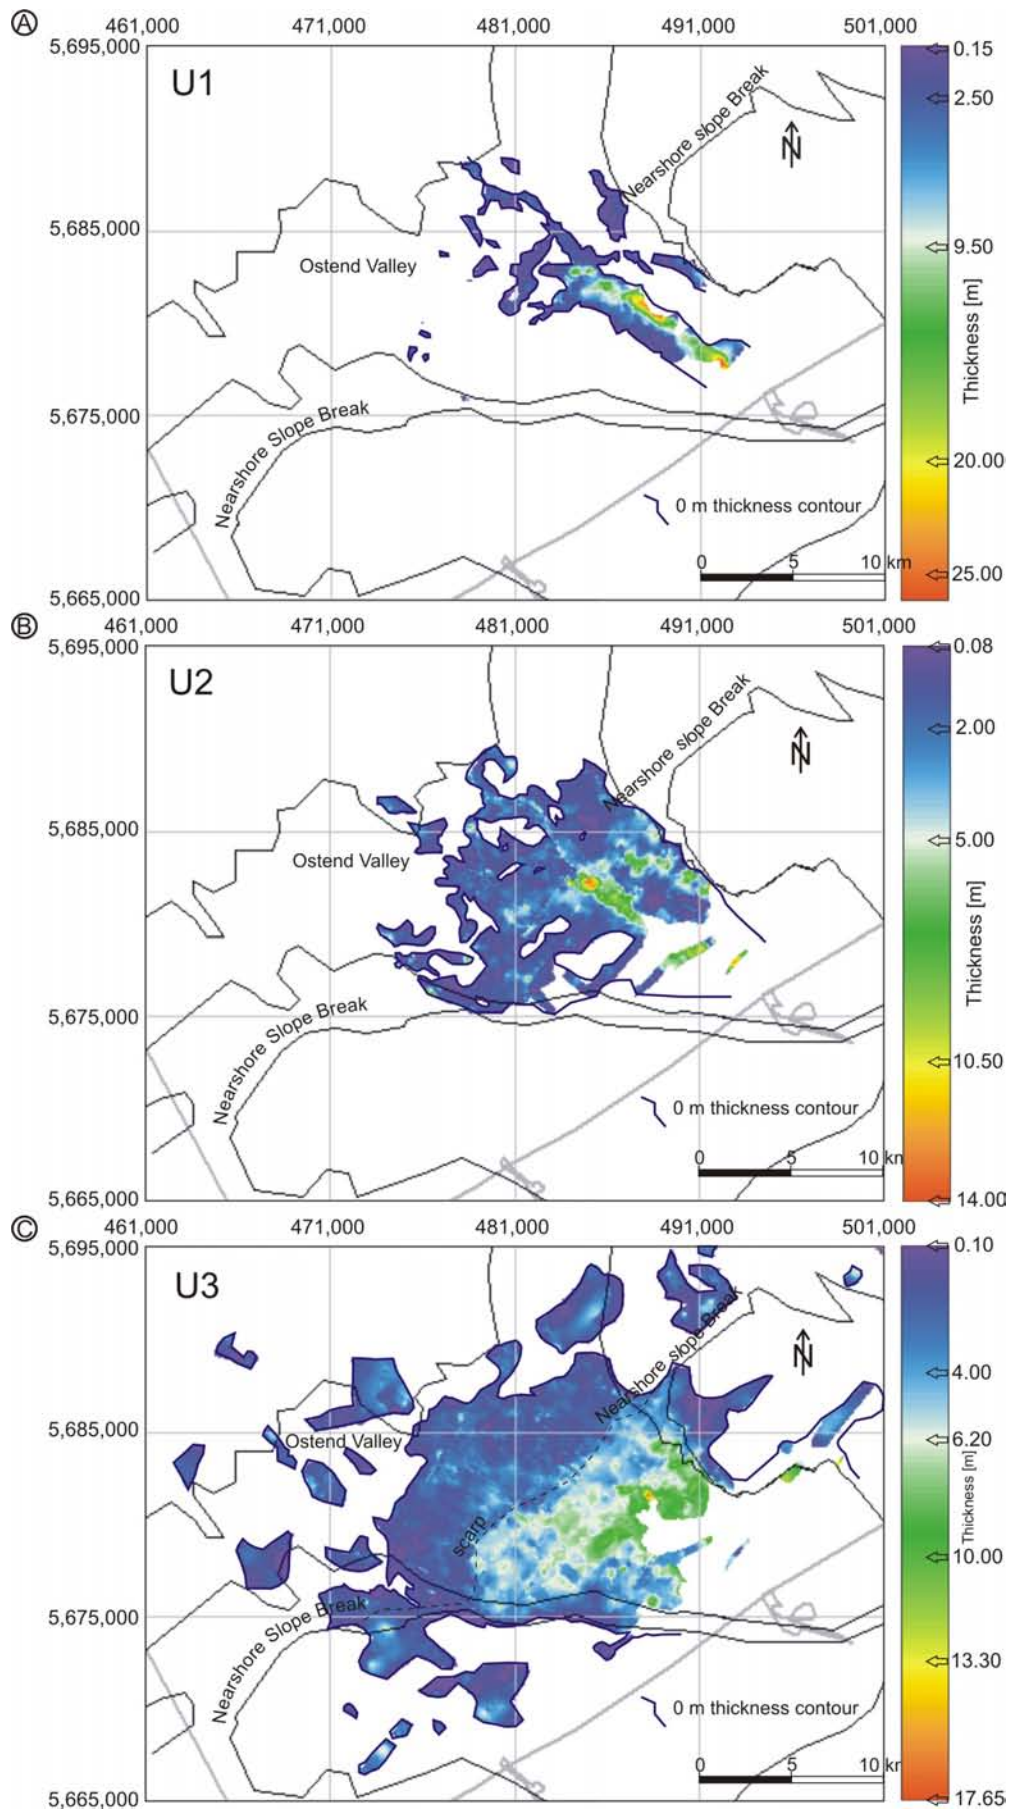 A
461,000 471,000 481,000 491,000 501,000
5,695,000
U1
Nearshore slope Break
N
0.15
2.50
5,685,000
Ostend Valley
9.50
Thickness [m]
5,675,000
Nearshore Slope Break
20.00
0 m thickness contour
0 5 10 km
25.00
5,665,000
B
461,000 471,000 481,000 491,000 501,000
5,695,000
U2
Nearshore slope Break
N
0.08
2.00
5,685,000
Ostend Valley
5.00
Thickness [m]
5,675,000
Nearshore Slope Break
10.50
0 m thickness contour
0 5 10 km
5,665,000
14.00
C
461,000 471,000 481,000 491,000 501,000
5,695,000
U3
Nearshore slope Break
N
0.10
4.00
5,685,000
Ostend Valley
6.20
Thickness [m]
scarp
10.00
5,675,000
Nearshore Slope Break
13.30
0 m thickness contour
0 5 10 km
5,665,000
17.65